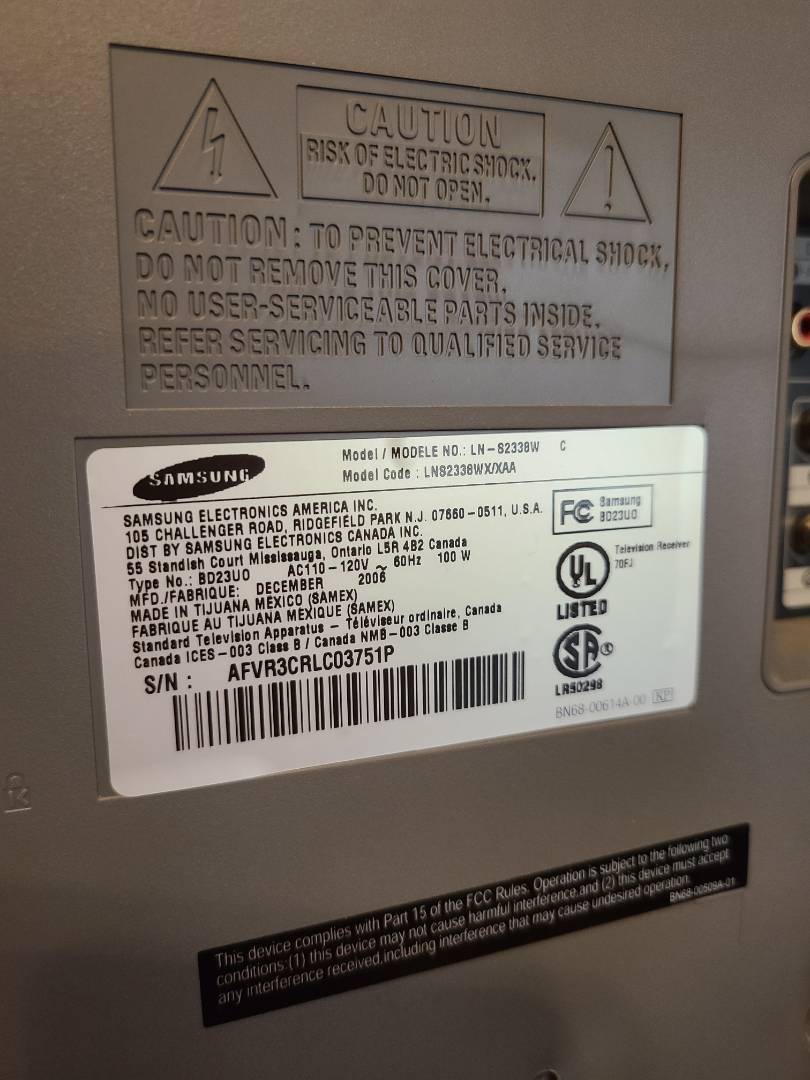 CAUTION
RISK OF ELECTRIC SHOCK.
DO NOT OPEN.
CAUTION: TO PREVENT ELECTRICAL SHOCK,
DO NOT REMOVE THIS COVER.
NO USER-SERVICEABLE PARTS INSIDE.
REFER SERVICING TO QUALIFIED SERVICE
PERSONNEL.
SAMSUNG
Model / MODELE NO.: LN-S2338W C
Model Code : LNS2338WX/XAA
SAMSUNG ELECTRONICS AMERICA INC.
105 CHALLENGER ROAD, RIDGEFIELD PARK N.J. 07660-0511, U.S.A.
DIST BY SAMSUNG ELECTRONICS CANADA INC.
55 Standish Court Mississauga, Ontario L5R 4B2 Canada
Type No.: BD23UO AC110-120V ~ 60Hz 100 W
MFD./FABRIQUE: DECEMBER 2006
MADE IN TIJUANA MEXICO (SAMEX)
FABRIQUE AU TIJUANA MEXIQUE (SAMEX)
Standard Television Apparatus - Téléviseur ordinaire, Canada
Canada ICES-003 Class B / Canada NMB-003 Classe B
S/N : AFVR3CRLC03751P
FC Samsung
BD23UO
UL Television Receiver
70FJ
LISTED
SA ®
LR50298
BN68-00614A-00 KP
K
This device complies with Part 15 of the FCC Rules. Operation is subject to the following two
conditions:(1) this device may not cause harmful interference,and (2) this device must accept
any interference received,including interference that may cause undesired operation.
BN68-00509A-01